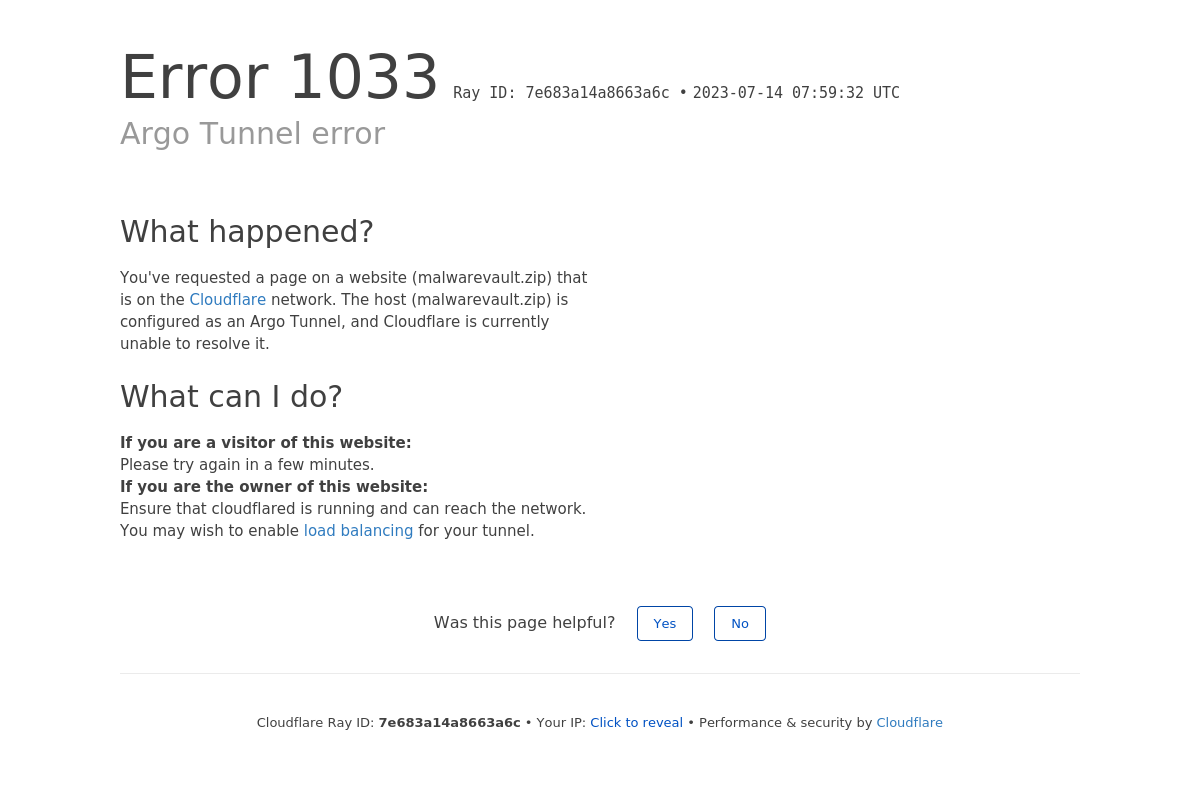 Error 1033 Ray ID: 7e683a14a8663a6c • 2023-07-14 07:59:32 UTC
Argo Tunnel error
What happened?
You've requested a page on a website (malwarevault.zip) that
is on the Cloudflare network. The host (malwarevault.zip) is
configured as an Argo Tunnel, and Cloudflare is currently
unable to resolve it.
What can I do?
If you are a visitor of this website:
Please try again in a few minutes.
If you are the owner of this website:
Ensure that cloudflared is running and can reach the network.
You may wish to enable load balancing for your tunnel.
Was this page helpful? Yes No
Cloudflare Ray ID: 7e683a14a8663a6c • Your IP: Click to reveal • Performance & security by Cloudflare